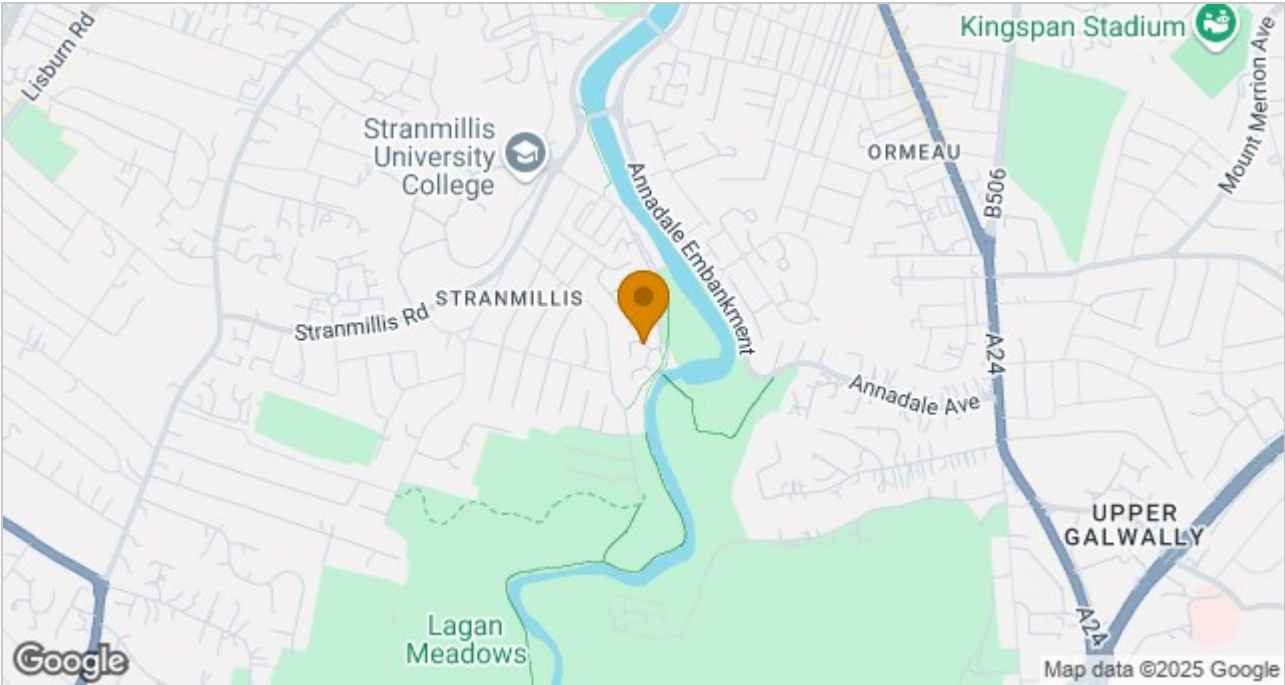 Lisburn Rd
Kingspan Stadium
Mount Merrion Ave
Stranmillis
University
College
ORMEAU
Annadale Embankment
B506
STRANMILLIS
Stranmillis Rd
A24
Annadale Ave
UPPER
GALWALLY
A24
Lagan
Meadows
Google
Map data ©2025 Google